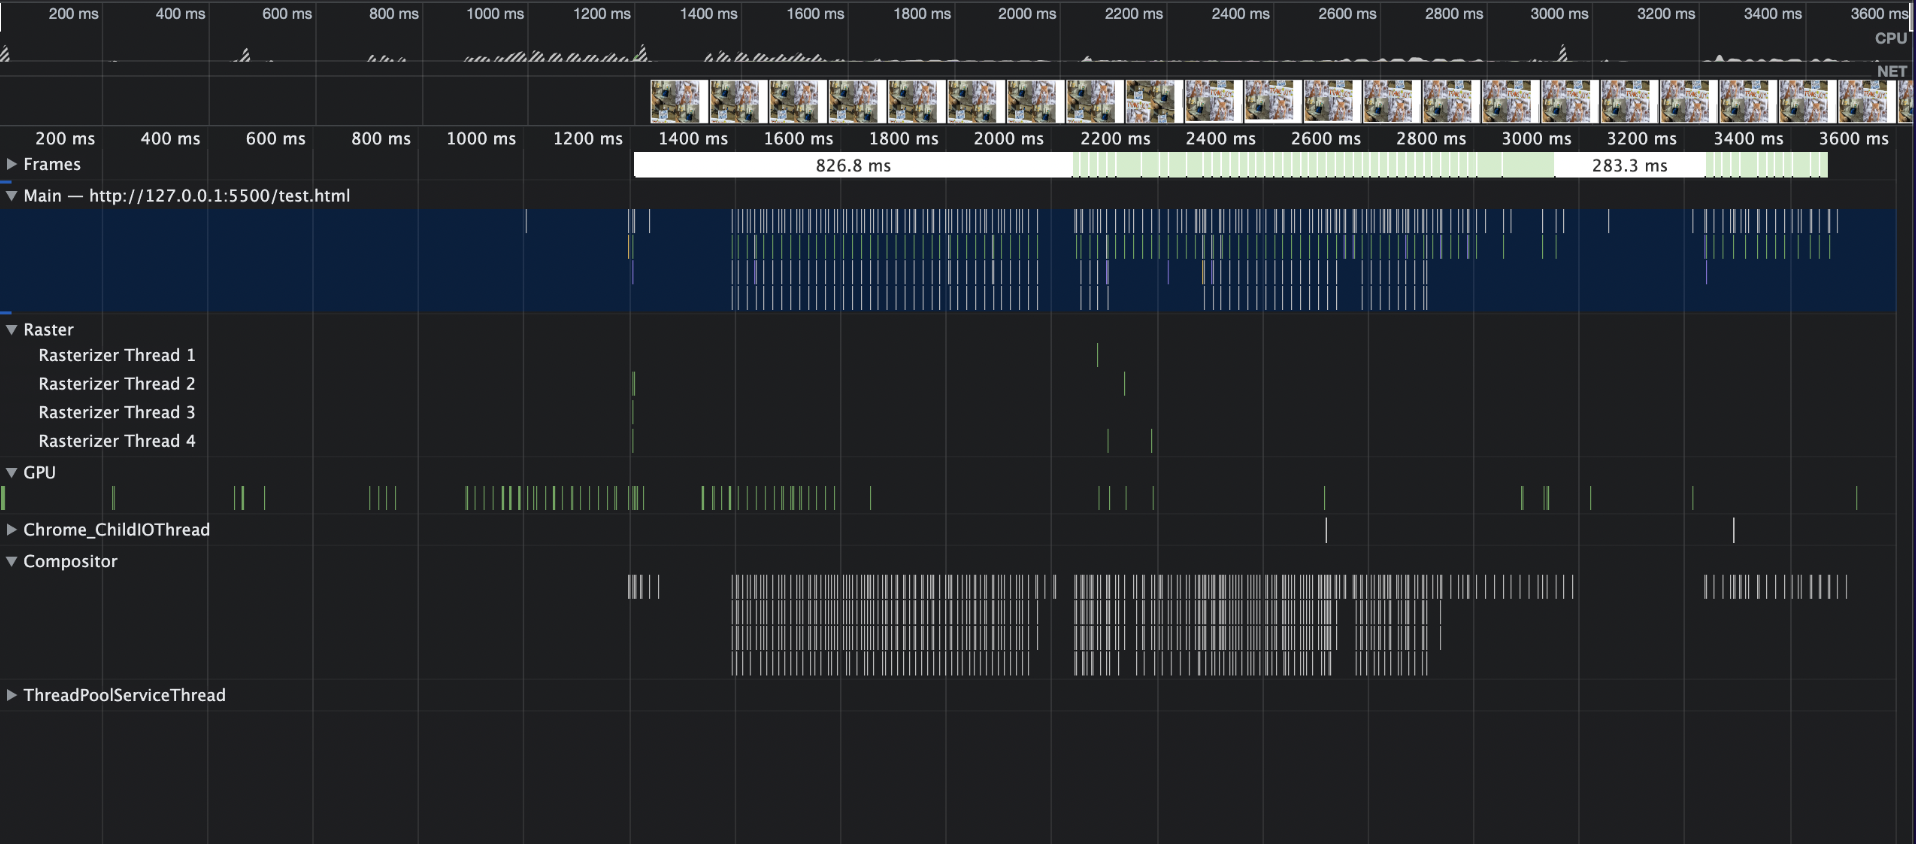 200 ms 400 ms 600 ms 800 ms 1000 ms 1200 ms 1400 ms 1600 ms 1800 ms 2000 ms 2200 ms 2400 ms 2600 ms 2800 ms 3000 ms 3200 ms 3400 ms 3600 ms
CPU
NET
200 ms 400 ms 600 ms 800 ms 1000 ms 1200 ms 1400 ms 1600 ms 1800 ms 2000 ms 2200 ms 2400 ms 2600 ms 2800 ms 3000 ms 3200 ms 3400 ms 3600 ms
Frames 826.8 ms 283.3 ms
Main — http://127.0.0.1:5500/test.html
Raster
Rasterizer Thread 1
Rasterizer Thread 2
Rasterizer Thread 3
Rasterizer Thread 4
GPU
Chrome_ChildIOThread
Compositor
ThreadPoolServiceThread